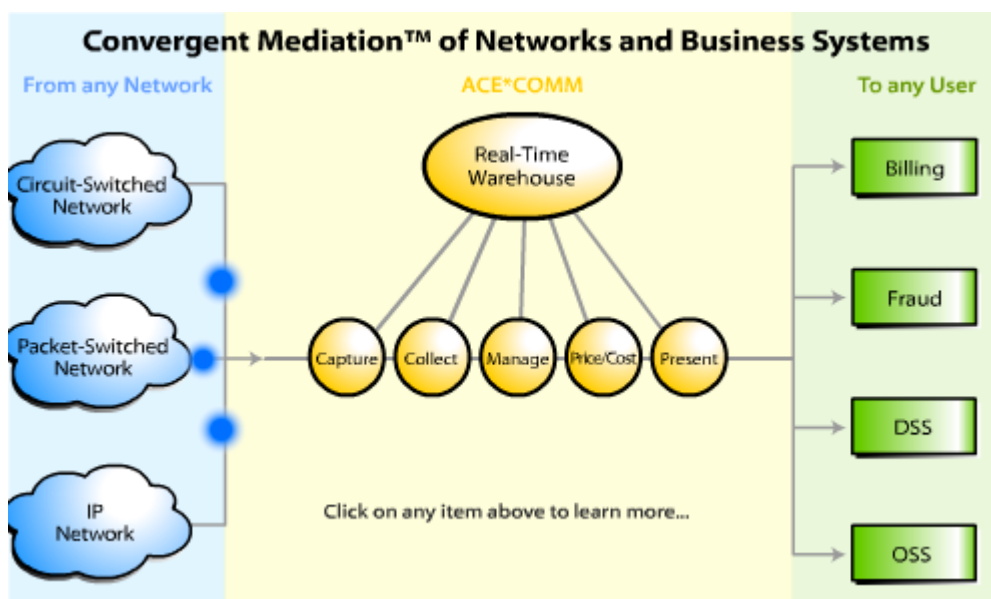 Convergent Mediation™ of Networks and Business Systems
From any Network
ACE*COMM
To any User
Circuit-Switched
Network
Packet-Switched
Network
IP
Network
Real-Time
Warehouse
Capture
Collect
Manage
Price/Cost
Present
Click on any item above to learn more...
Billing
Fraud
DSS
OSS